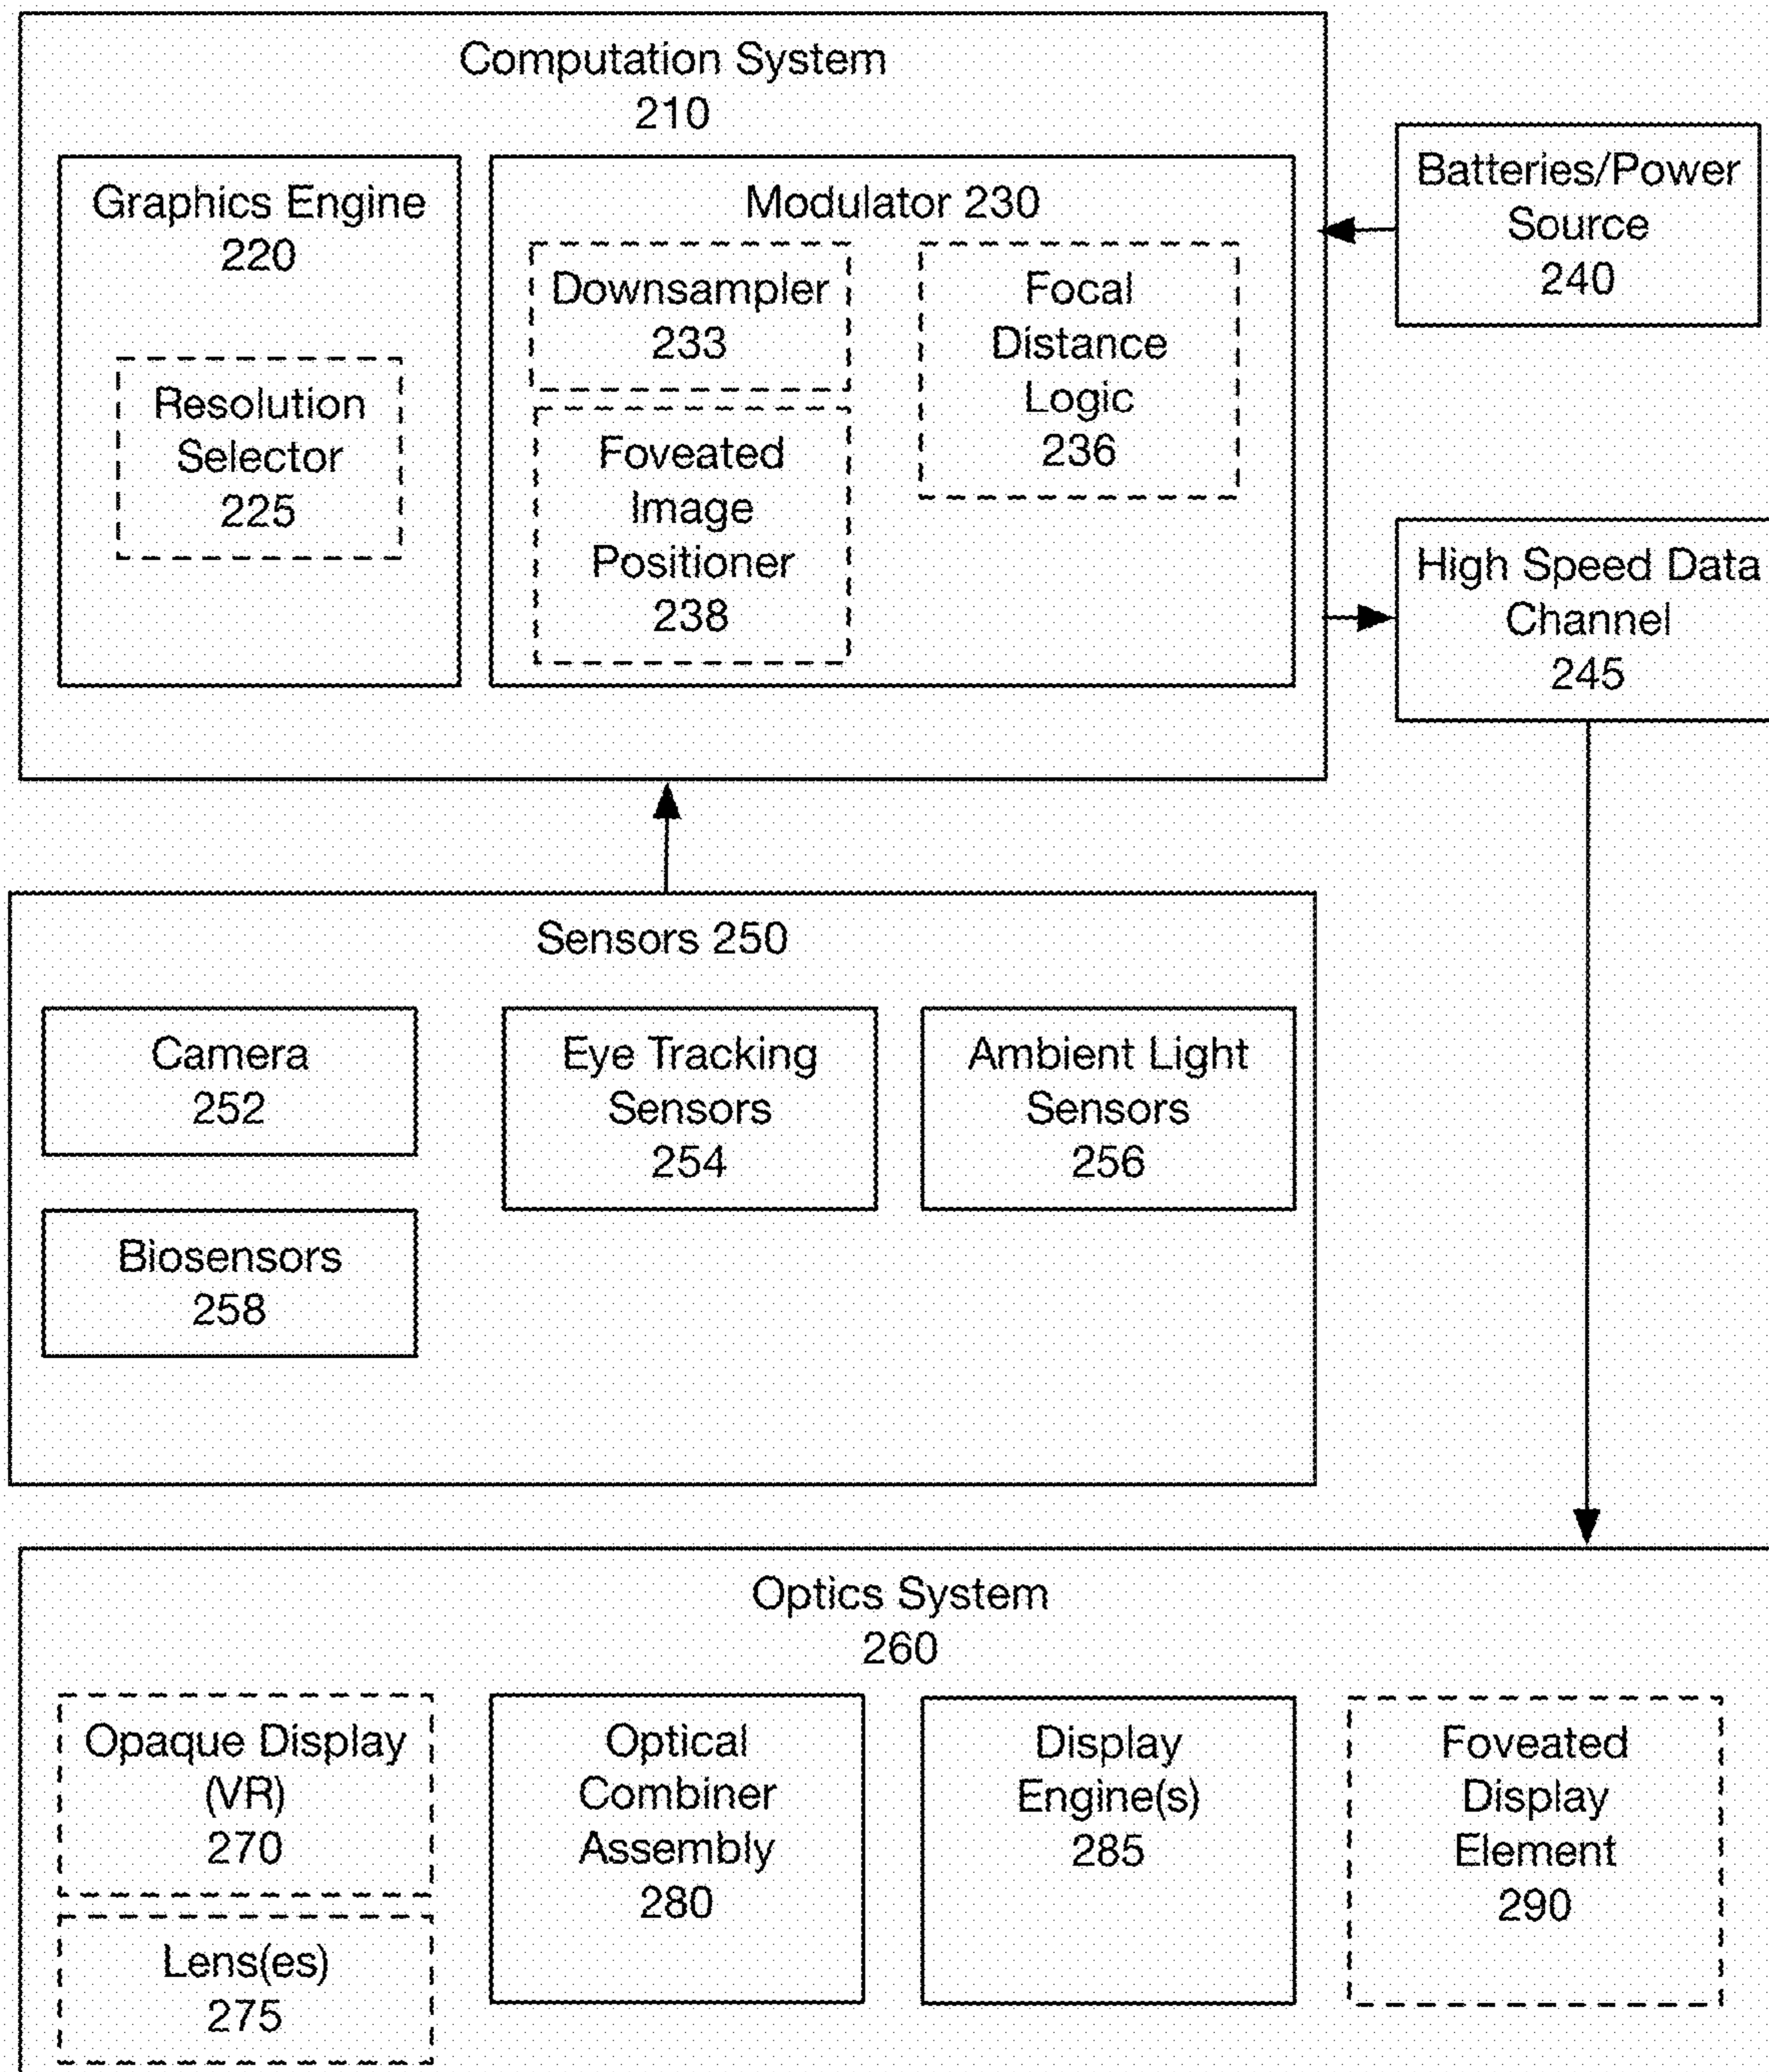 Computation System
210
Graphics Engine
220
Resolution
Selector
225
Modulator 230
Downsampler
233
Foveated
Image
Positioner
238
Focal
Distance
Logic
236
Batteries/Power
Source
240
High Speed Data
Channel
245
Sensors 250
Camera
252
Eye Tracking
Sensors
254
Ambient Light
Sensors
256
Biosensors
258
Optics System
260
Opaque Display
(VR)
270
Lens(es)
275
Optical
Combiner
Assembly
280
Display
Engine(s)
285
Foveated
Display
Element
290